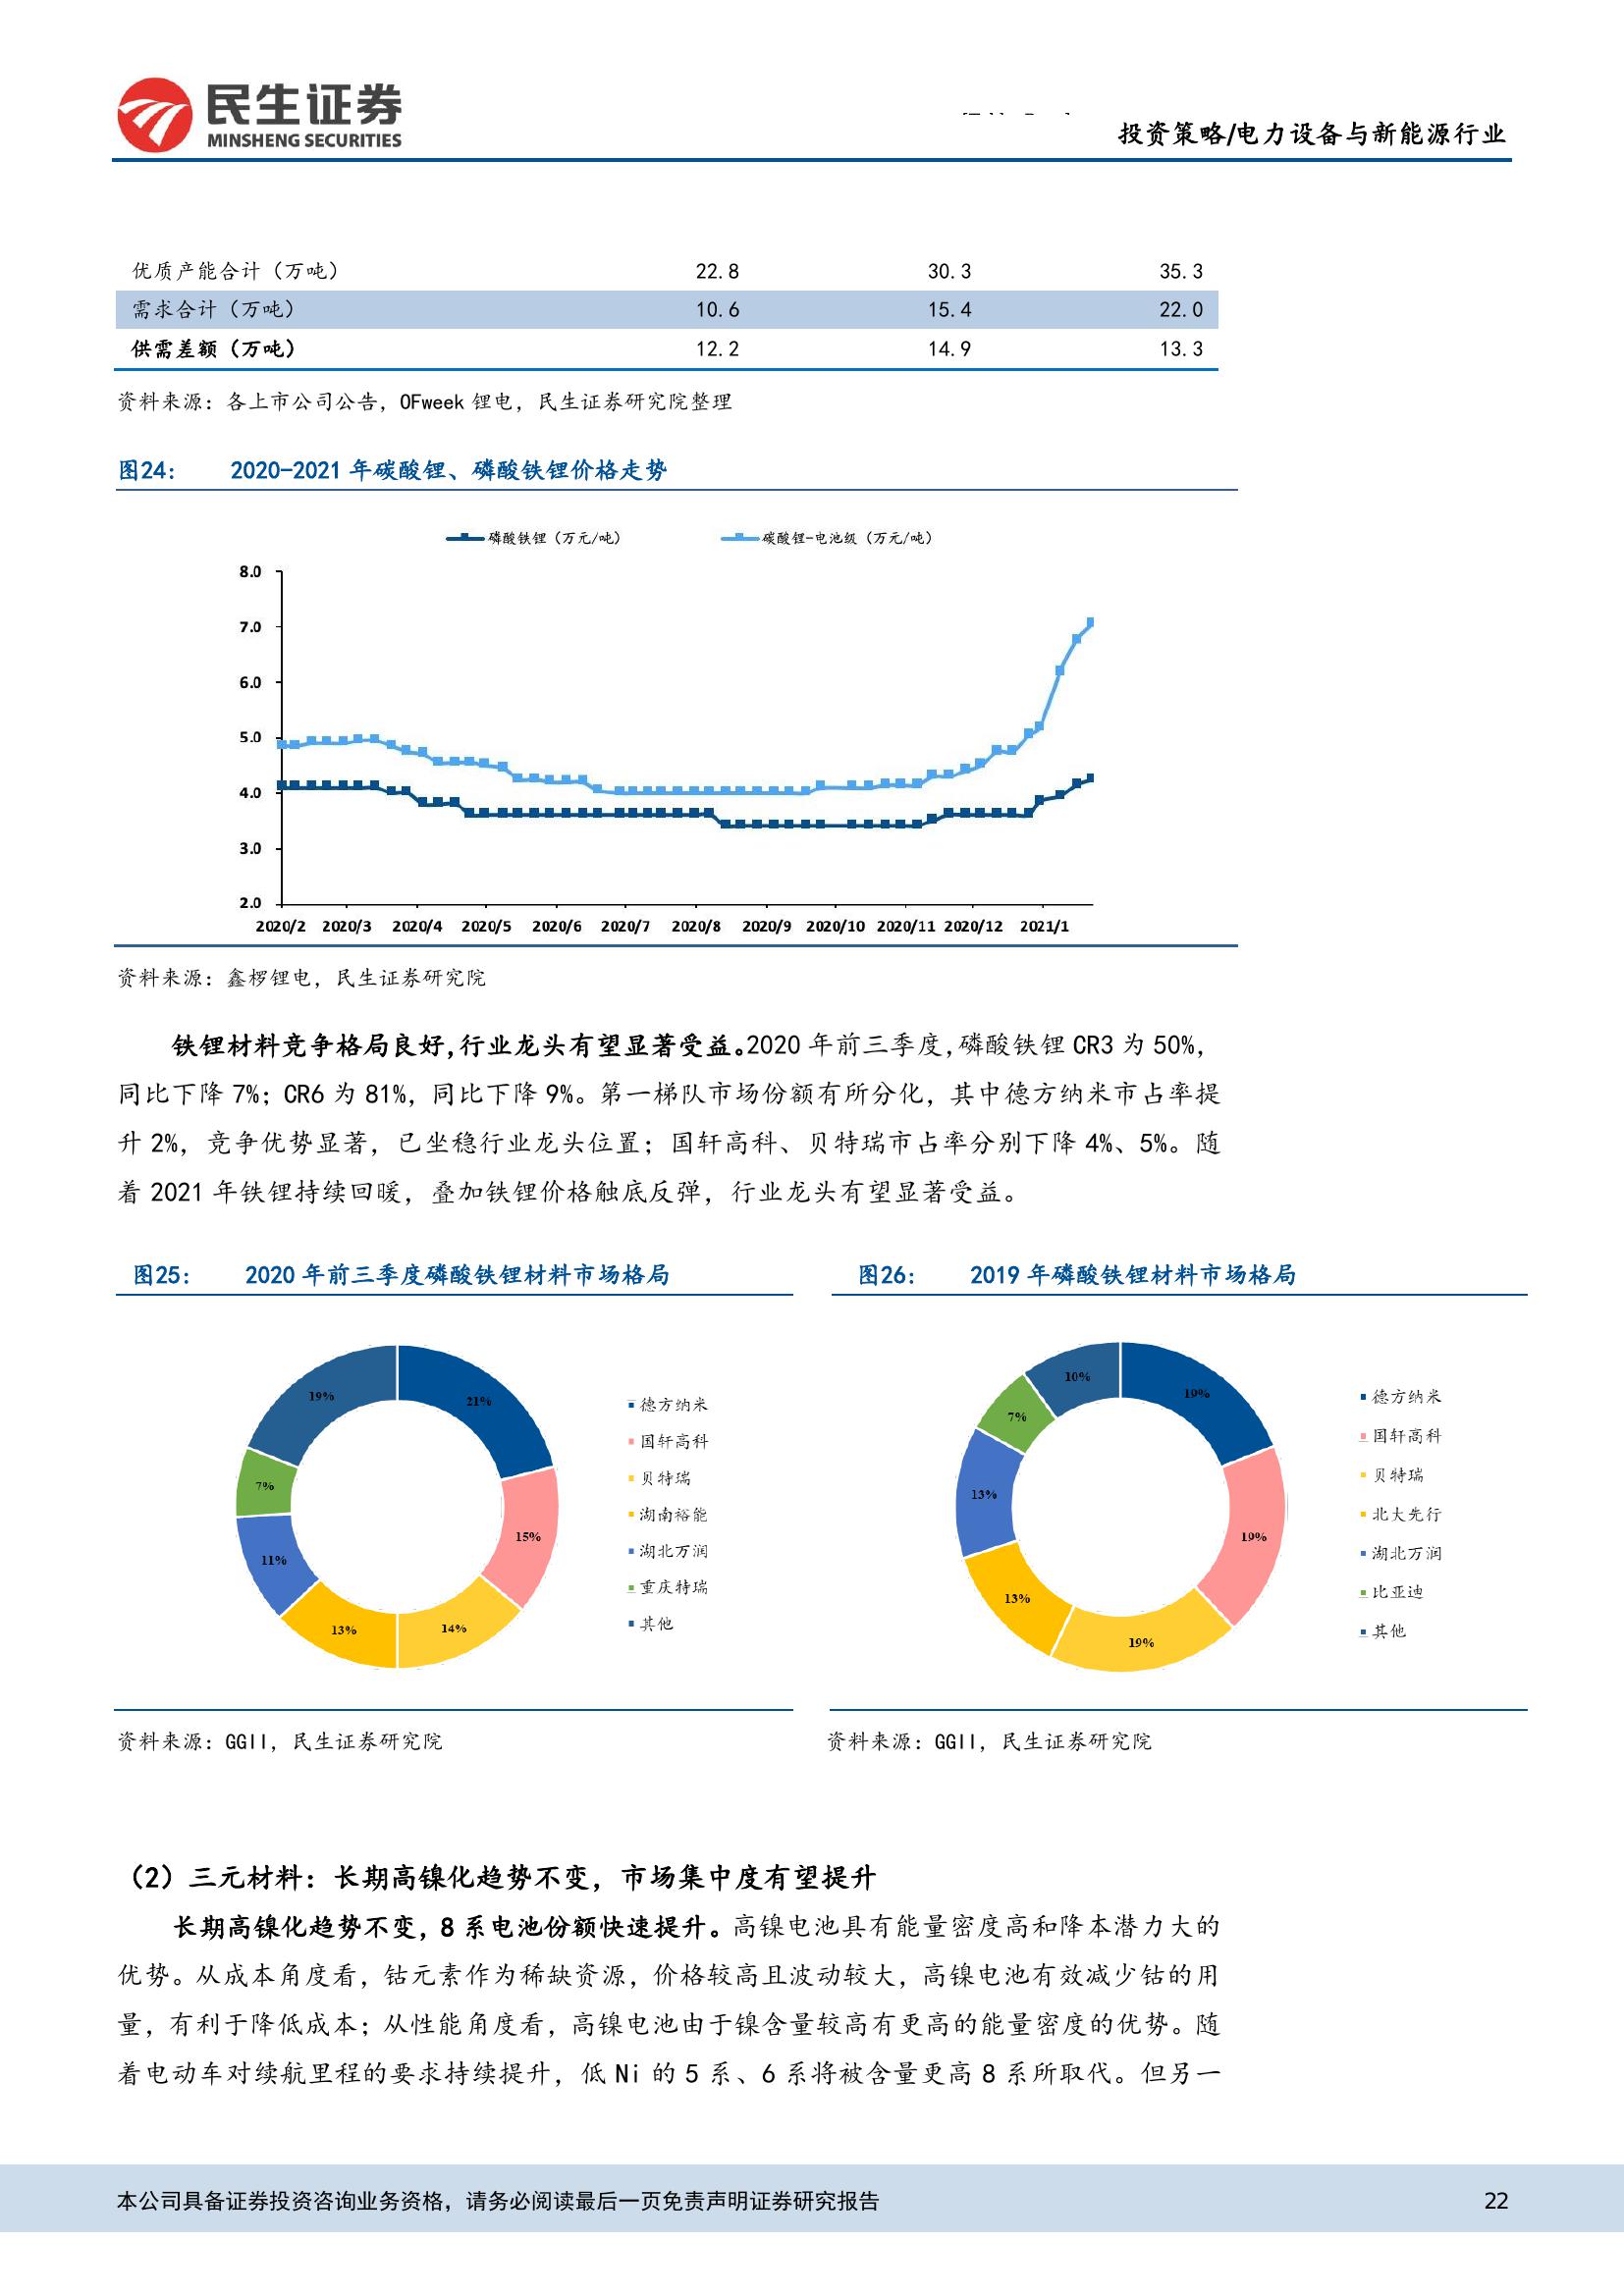 民生证券
MINSHENG SECURITIES
投资策略/电力设备与新能源行业
优质产能合计（万吨） 22.8 30.3 35.3
需求合计（万吨） 10.6 15.4 22.0
供需差额（万吨） 12.2 14.9 13.3
资料来源：各上市公司公告，OFweek 锂电，民生证券研究院整理
图24： 2020-2021 年碳酸锂、磷酸铁锂价格走势
磷酸铁锂（万元/吨） 碳酸锂-电池级（万元/吨）
8.0
7.0
6.0
5.0
4.0
3.0
2.0
2020/2 2020/3 2020/4 2020/5 2020/6 2020/7 2020/8 2020/9 2020/10 2020/11 2020/12 2021/1
资料来源：鑫椤锂电，民生证券研究院
铁锂材料竞争格局良好，行业龙头有望显著受益。2020 年前三季度，磷酸铁锂 CR3 为 50%，
同比下降 7%；CR6 为 81%，同比下降 9%。第一梯队市场份额有所分化，其中德方纳米市占率提
升 2%，竞争优势显著，已坐稳行业龙头位置；国轩高科、贝特瑞市占率分别下降 4%、5%。随
着 2021 年铁锂持续回暖，叠加铁锂价格触底反弹，行业龙头有望显著受益。
图25： 2020 年前三季度磷酸铁锂材料市场格局
21%
15%
14%
13%
11%
7%
19%
德方纳米
国轩高科
贝特瑞
湖南裕能
湖北万润
重庆特瑞
其他
资料来源：GGII，民生证券研究院
图26： 2019 年磷酸铁锂材料市场格局
19%
19%
19%
13%
13%
7%
10%
德方纳米
国轩高科
贝特瑞
北大先行
湖北万润
比亚迪
其他
资料来源：GGII，民生证券研究院
（2）三元材料：长期高镍化趋势不变，市场集中度有望提升
长期高镍化趋势不变，8 系电池份额快速提升。高镍电池具有能量密度高和降本潜力大的
优势。从成本角度看，钴元素作为稀缺资源，价格较高且波动较大，高镍电池有效减少钴的用
量，有利于降低成本；从性能角度看，高镍电池由于镍含量较高有更高的能量密度的优势。随
着电动车对续航里程的要求持续提升，低 Ni 的 5 系、6 系将被含量更高 8 系所取代。但另一
本公司具备证券投资咨询业务资格，请务必阅读最后一页免责声明证券研究报告 22